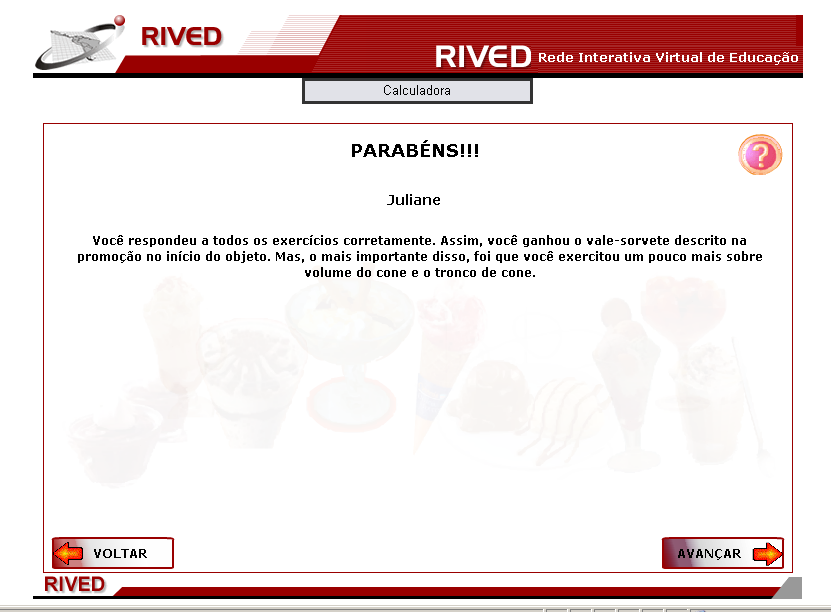 RIVED
RIVED Rede Interativa Virtual de Educação
Calculadora
PARABÉNS!!!
?
Juliane
Você respondeu a todos os exercícios corretamente. Assim, você ganhou o vale-sorvete descrito na
promoção no início do objeto. Mas, o mais importante disso, foi que você exercitou um pouco mais sobre
volume do cone e o tronco de cone.
VOLTAR
AVANÇAR
RIVED